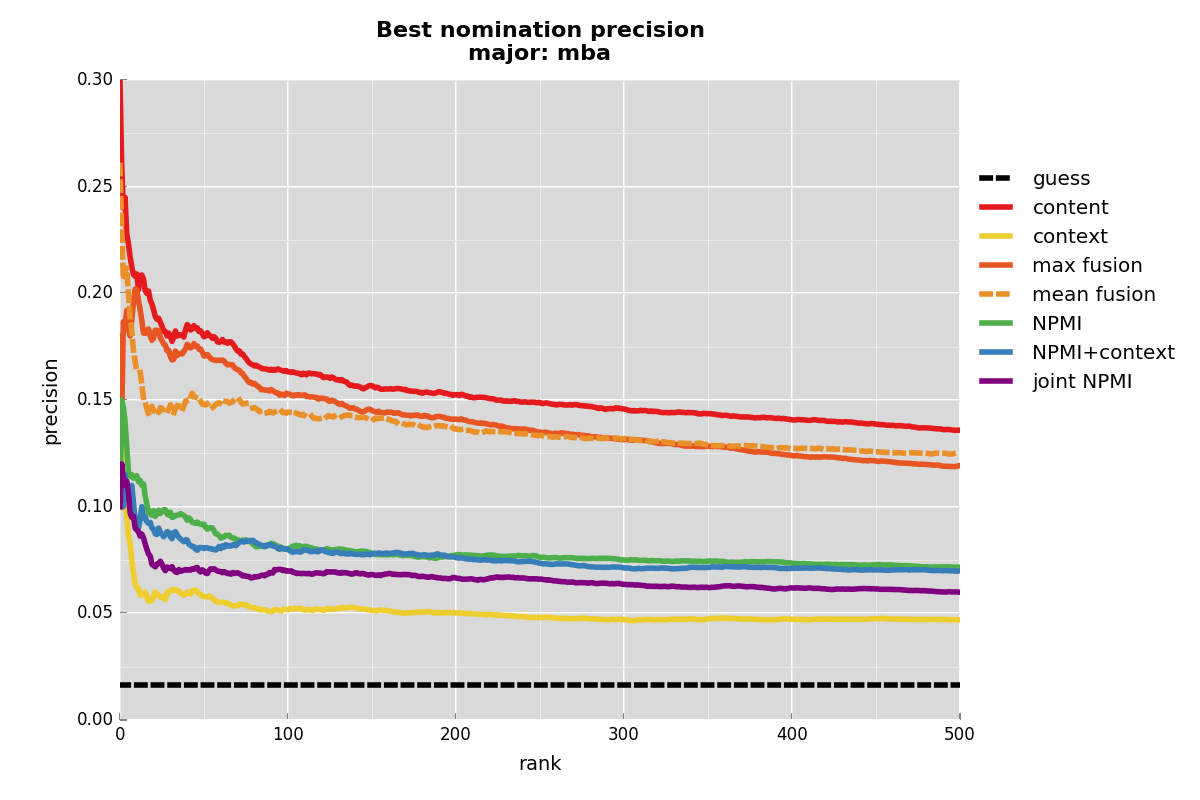 Best nomination precision
major: mba
0.30
0.25
0.20
0.15
0.10
0.05
0.00
precision
0 100 200 300 400 500
rank
guess
content
context
max fusion
mean fusion
NPMI
NPMI+context
joint NPMI